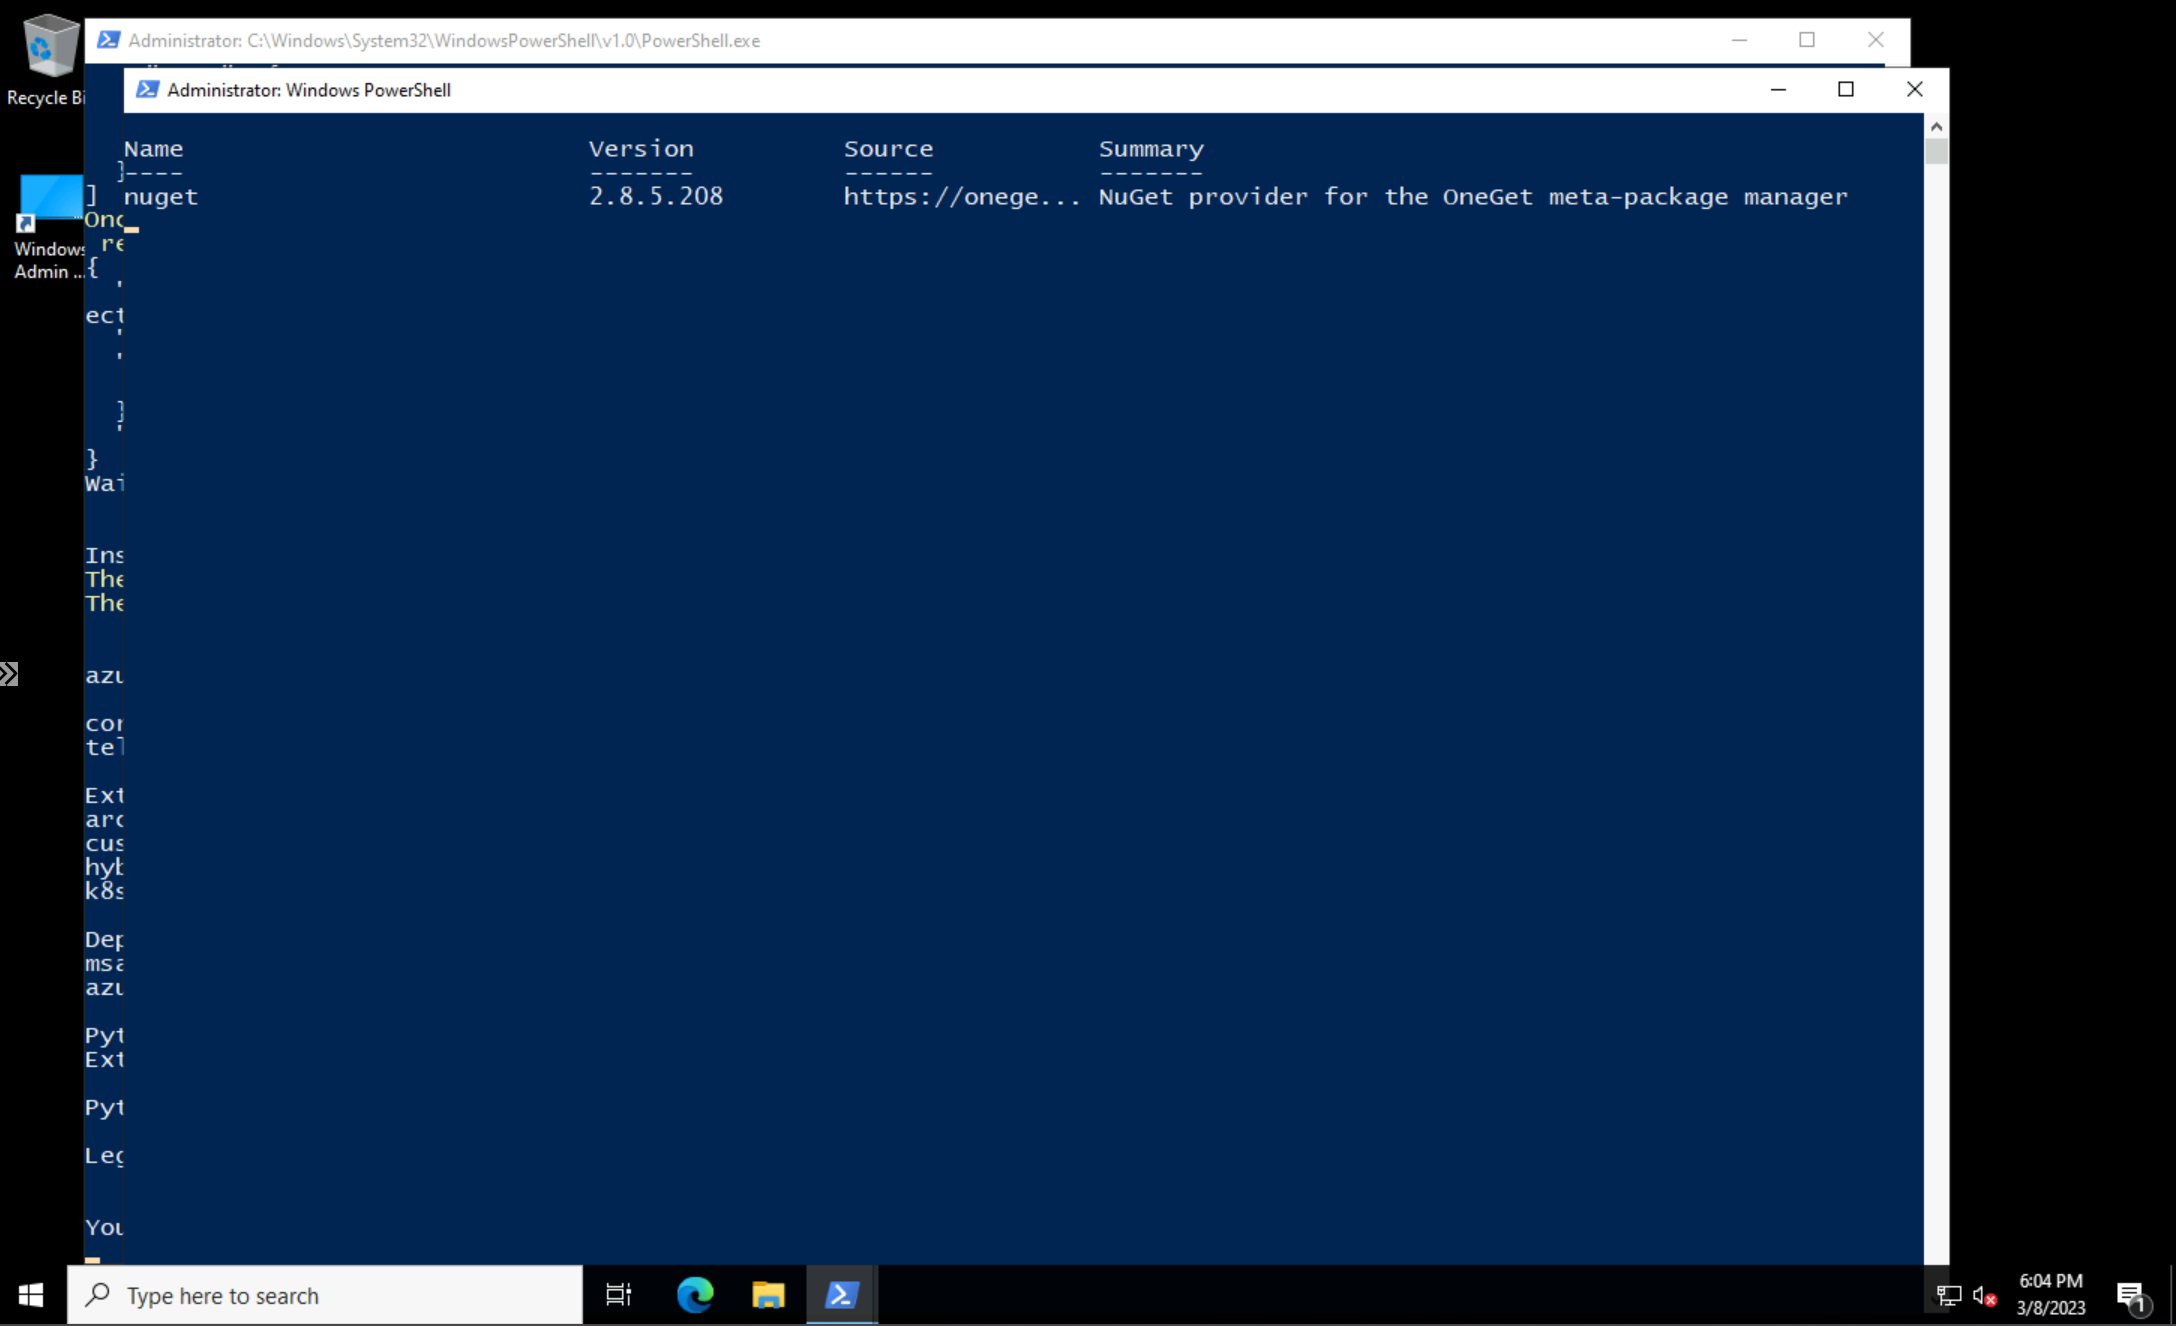 Recycle Bi
Administrator: C:\Windows\System32\WindowsPowerShell\v1.0\PowerShell.exe
Administrator: Windows PowerShell
Name Version Source Summary
---- ------- ------ -------
nuget 2.8.5.208 https://onege... NuGet provider for the OneGet meta-package manager
Windows
Admin ...
}
]
Onc
re
{
ect
}
}
Wai
Ins
The
The
azu
cor
tel
Ext
arc
cus
hyb
k8s
Dep
msa
azu
Pyt
Ext
Pyt
Leg
You
Type here to search
6:04 PM
3/8/2023
1